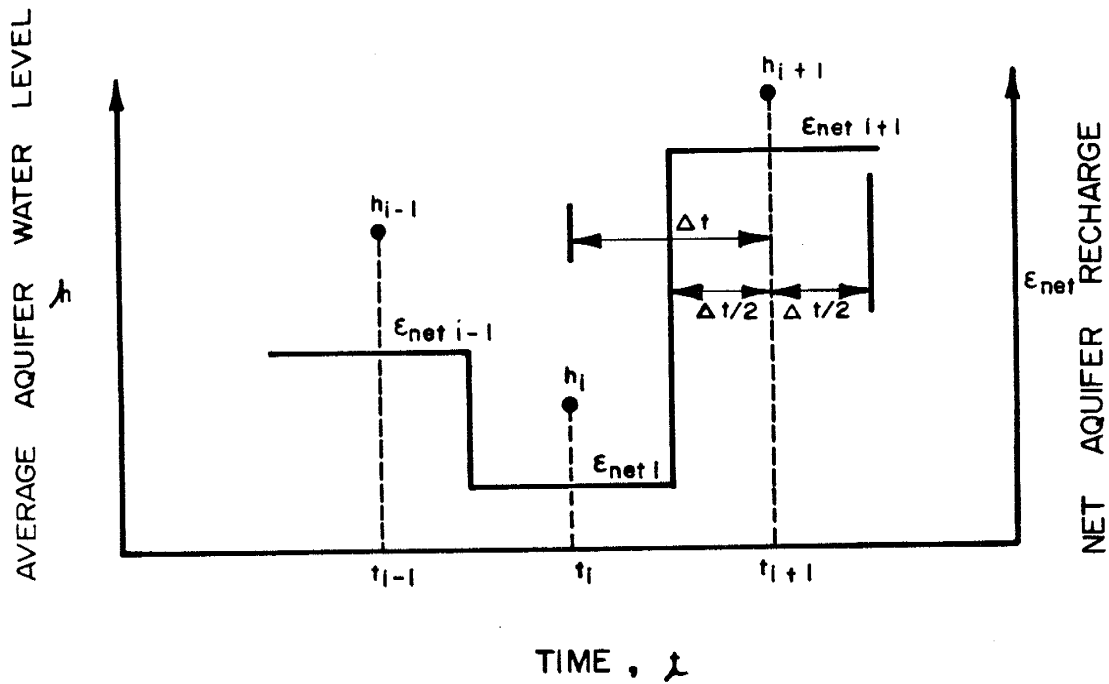 AVERAGE AQUIFER WATER LEVEL
h
h i+1
ε net i+1
h i-1
Δt
Δt/2
Δt/2
ε net
ε net i-1
h i
ε net i
t i-1
t i
t i+1
TIME, t
NET AQUIFER RECHARGE